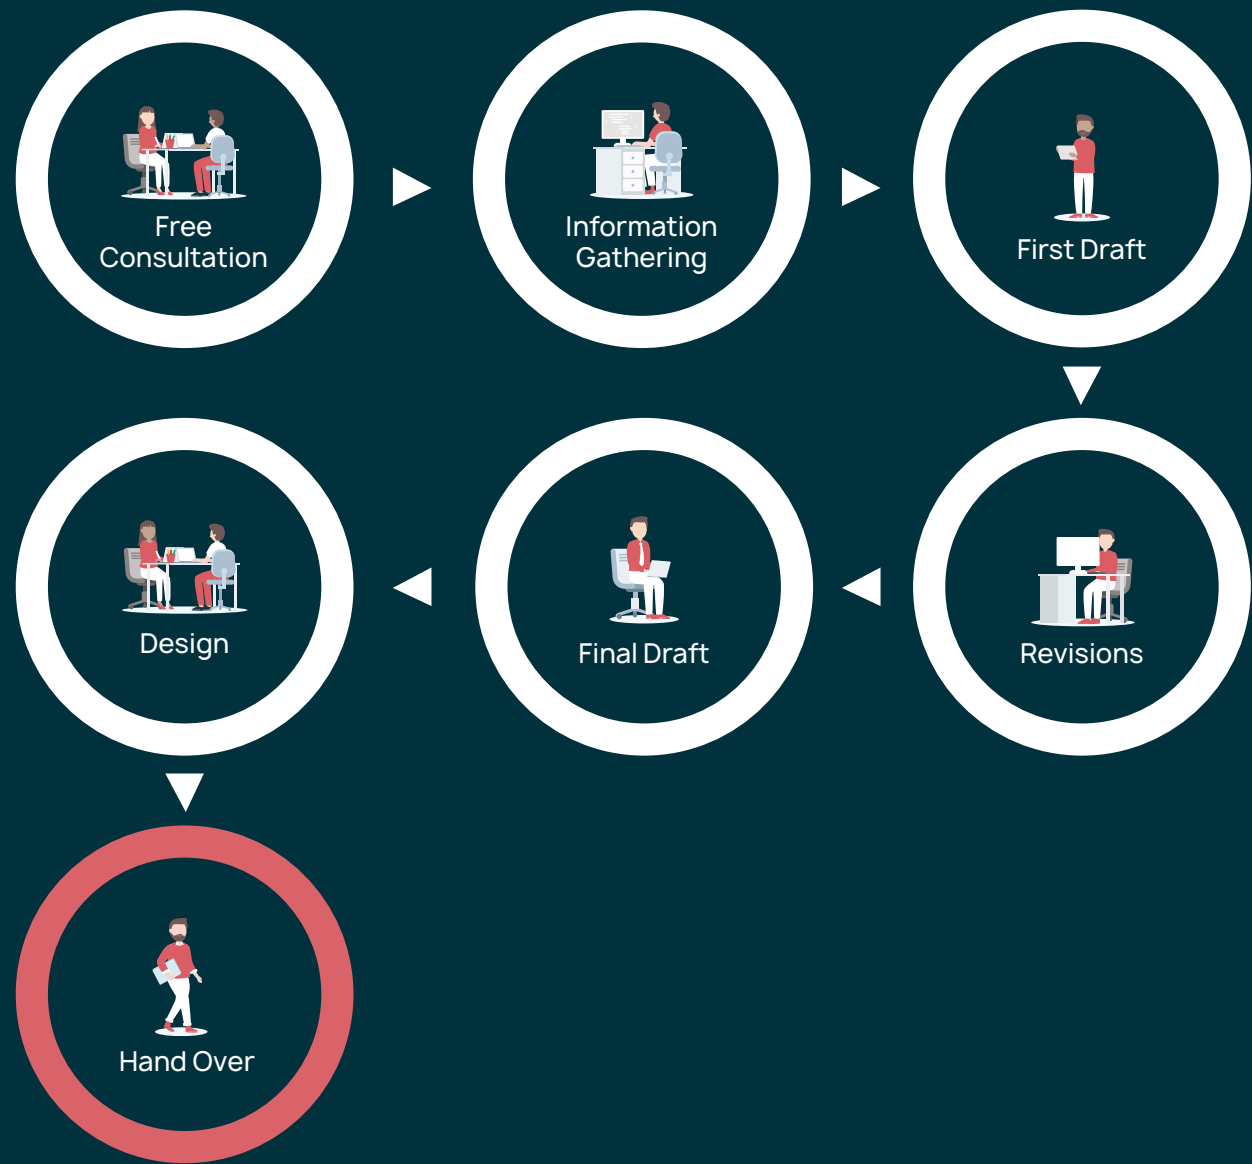 Free
Consultation
Information
Gathering
First Draft
Revisions
Final Draft
Design
Hand Over